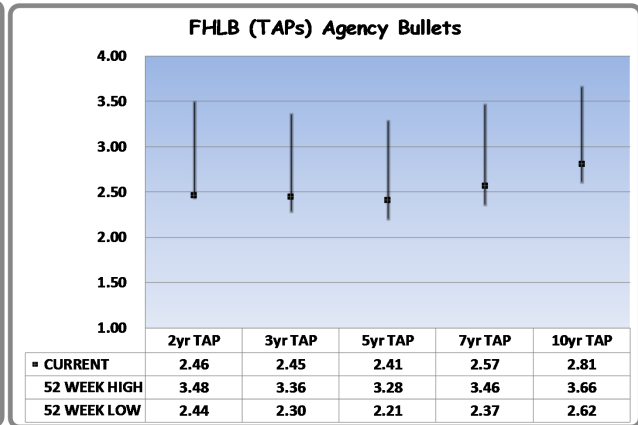 FHLB (TAPs) Agency Bullets
4.00
3.50
3.00
2.50
2.00
1.50
1.00
2yr TAP 3yr TAP 5yr TAP 7yr TAP 10yr TAP
CURRENT 2.46 2.45 2.41 2.57 2.81
52 WEEK HIGH 3.48 3.36 3.28 3.46 3.66
52 WEEK LOW 2.44 2.30 2.21 2.37 2.62